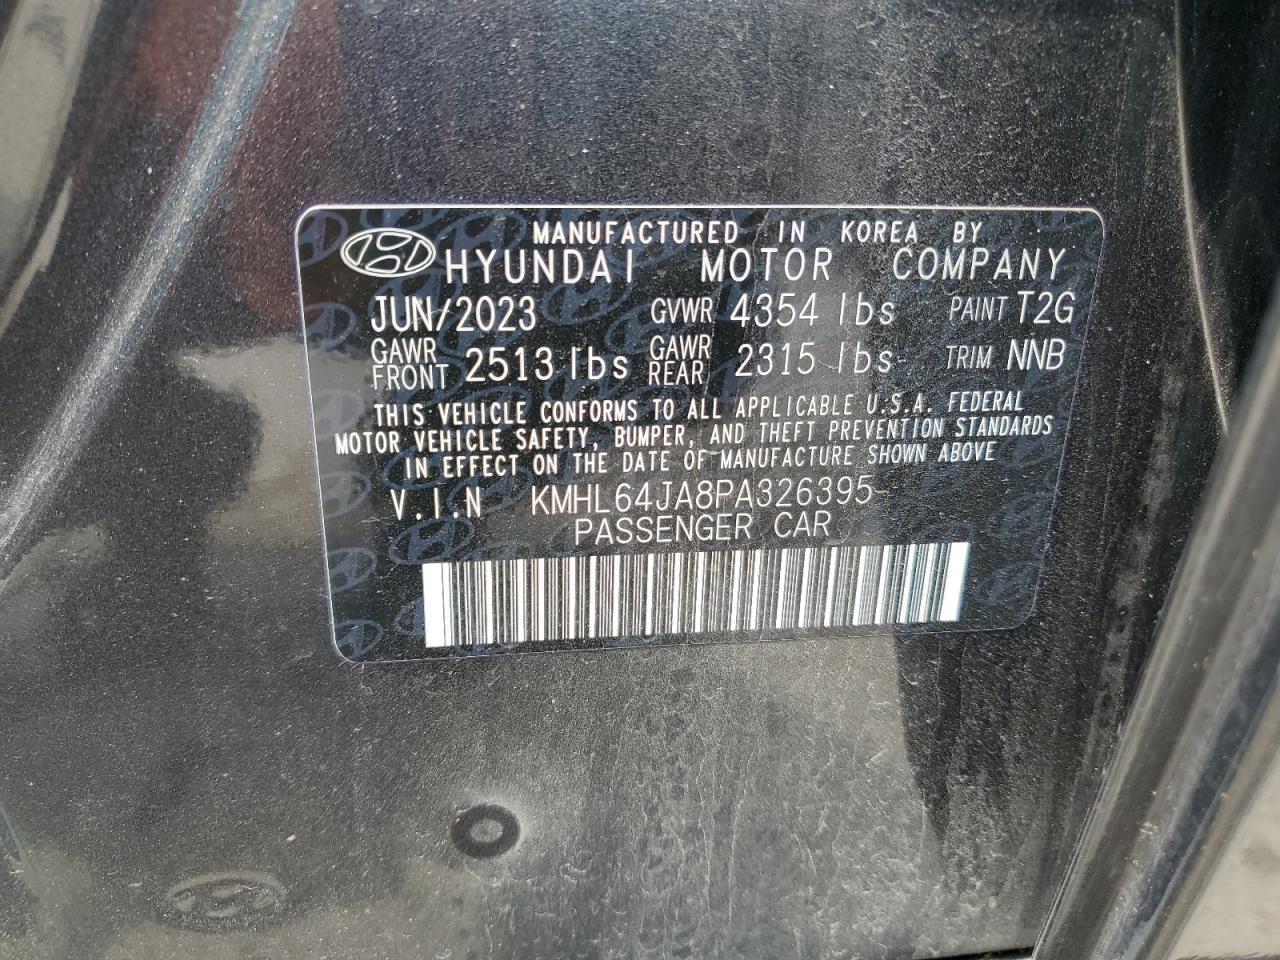 MANUFACTURED IN KOREA BY
HYUNDAI MOTOR COMPANY
JUN/2023 GVWR 4354 lbs PAINT T2G
GAWR FRONT 2513 lbs GAWR REAR 2315 lbs TRIM NNB
THIS VEHICLE CONFORMS TO ALL APPLICABLE U.S.A. FEDERAL
MOTOR VEHICLE SAFETY, BUMPER, AND THEFT PREVENTION STANDARDS
IN EFFECT ON THE DATE OF MANUFACTURE SHOWN ABOVE
V.I.N KMHL64JA8PA326395
PASSENGER CAR